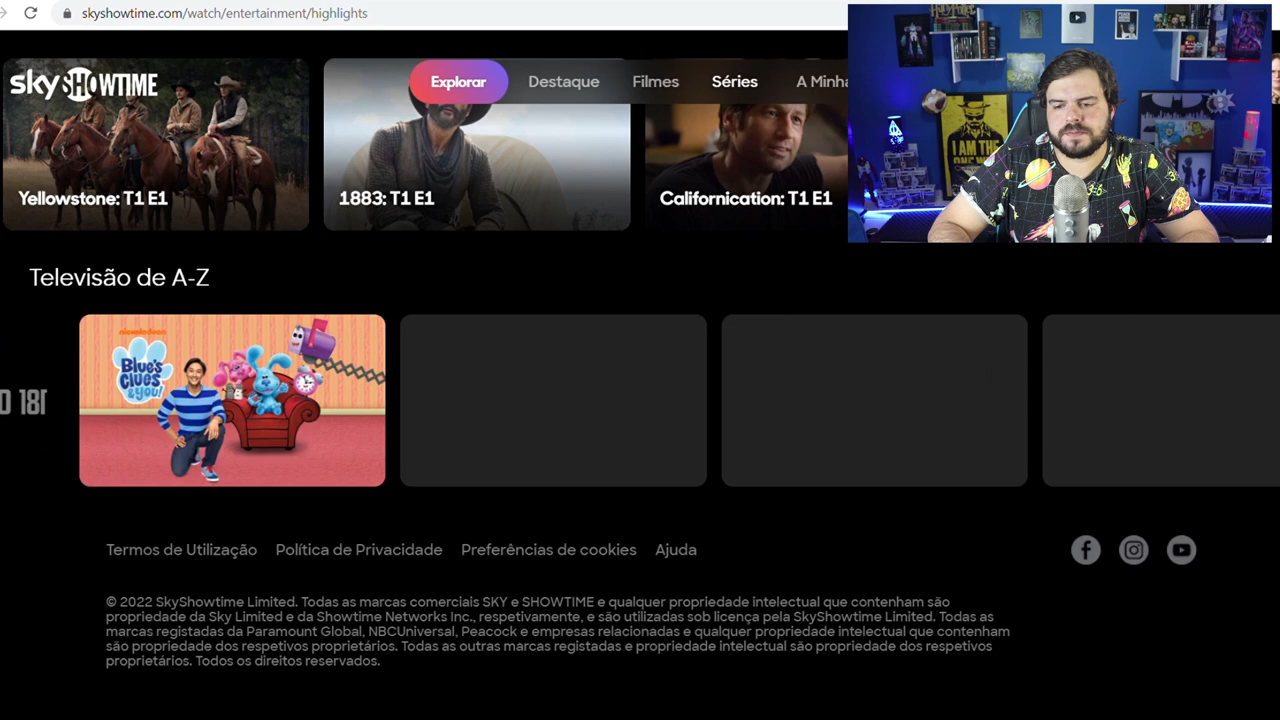 skyshowtime.com/watch/entertainment/highlights
sky SHOWTIME
Explorar
Destaque
Filmes
Séries
A Minha
Yellowstone: T1 E1
1883: T1 E1
Californication: T1 E1
I AM THE
Televisão de A-Z
nickelodeon
Blue's
Clues
& You!
Termos de Utilização
Política de Privacidade
Preferências de cookies
Ajuda
© 2022 SkyShowtime Limited. Todas as marcas comerciais SKY e SHOWTIME e qualquer propriedade intelectual que contenham são
propriedade da Sky Limited e da Showtime Networks Inc., respetivamente, e são utilizadas sob licença pela SkyShowtime Limited. Todas as
marcas registadas da Paramount Global, NBCUniversal, Peacock e empresas relacionadas e qualquer propriedade intelectual que contenham
são propriedade dos respetivos proprietários. Todas as outras marcas registadas e propriedade intelectual são propriedade dos respetivos
proprietários. Todos os direitos reservados.